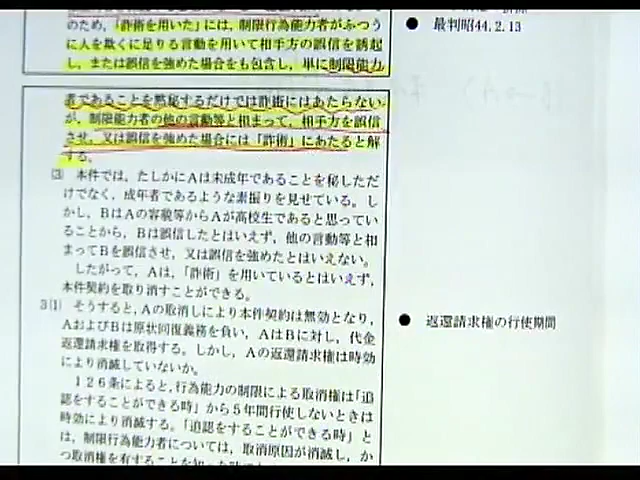 のため、「詐術を用いた」には、制限行為能力者がふつう
に人を欺くに足りる言動を用いて相手方の誤信を誘起
し、または誤信を強めた場合をも包含し、単に制限能力
者であることを黙秘するだけでは詐術にはあたらない
が、制限能力者の他の言動等と相まって、相手方を誤信
させ、又は誤信を強めた場合には「詐術」にあたると解
する。
(3) 本件では、たしかにAは未成年であることを秘しただ
けでなく、成年者であるような素振りを見せている。し
かし、BはAの容貌等からAが高校生であると思ってい
ることから、Bは誤信したとはいえず、他の言動等と相
まってBを誤信させ、又は誤信を強めたとはいえない。
したがって、Aは、「詐術」を用いているとはいえず、
本件契約を取り消すことができる。
3(1) そうすると、Aの取消しにより本件契約は無効となり、
AおよびBは原状回復義務を負い、AはBに対し、代金
返還請求権を取得する。しかし、Aの返還請求権は時効
により消滅していないか。
126条によると、行為能力の制限による取消権は「追
認をすることができる時」から5年間行使しないときは
時効により消滅する。「追認をすることができる時」と
は、制限行為能力者については、取消原因が消滅し、か
つ取消権を有することを知った時
● 最判昭44.2.13
● 返還請求権の行使期間